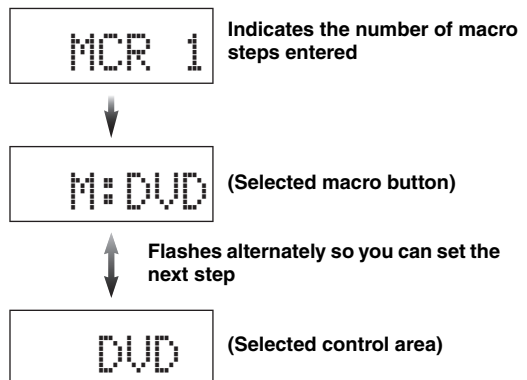 MCR 1
Indicates the number of macro
steps entered
M:DVD
(Selected macro button)
Flashes alternately so you can set the
next step
DVD
(Selected control area)